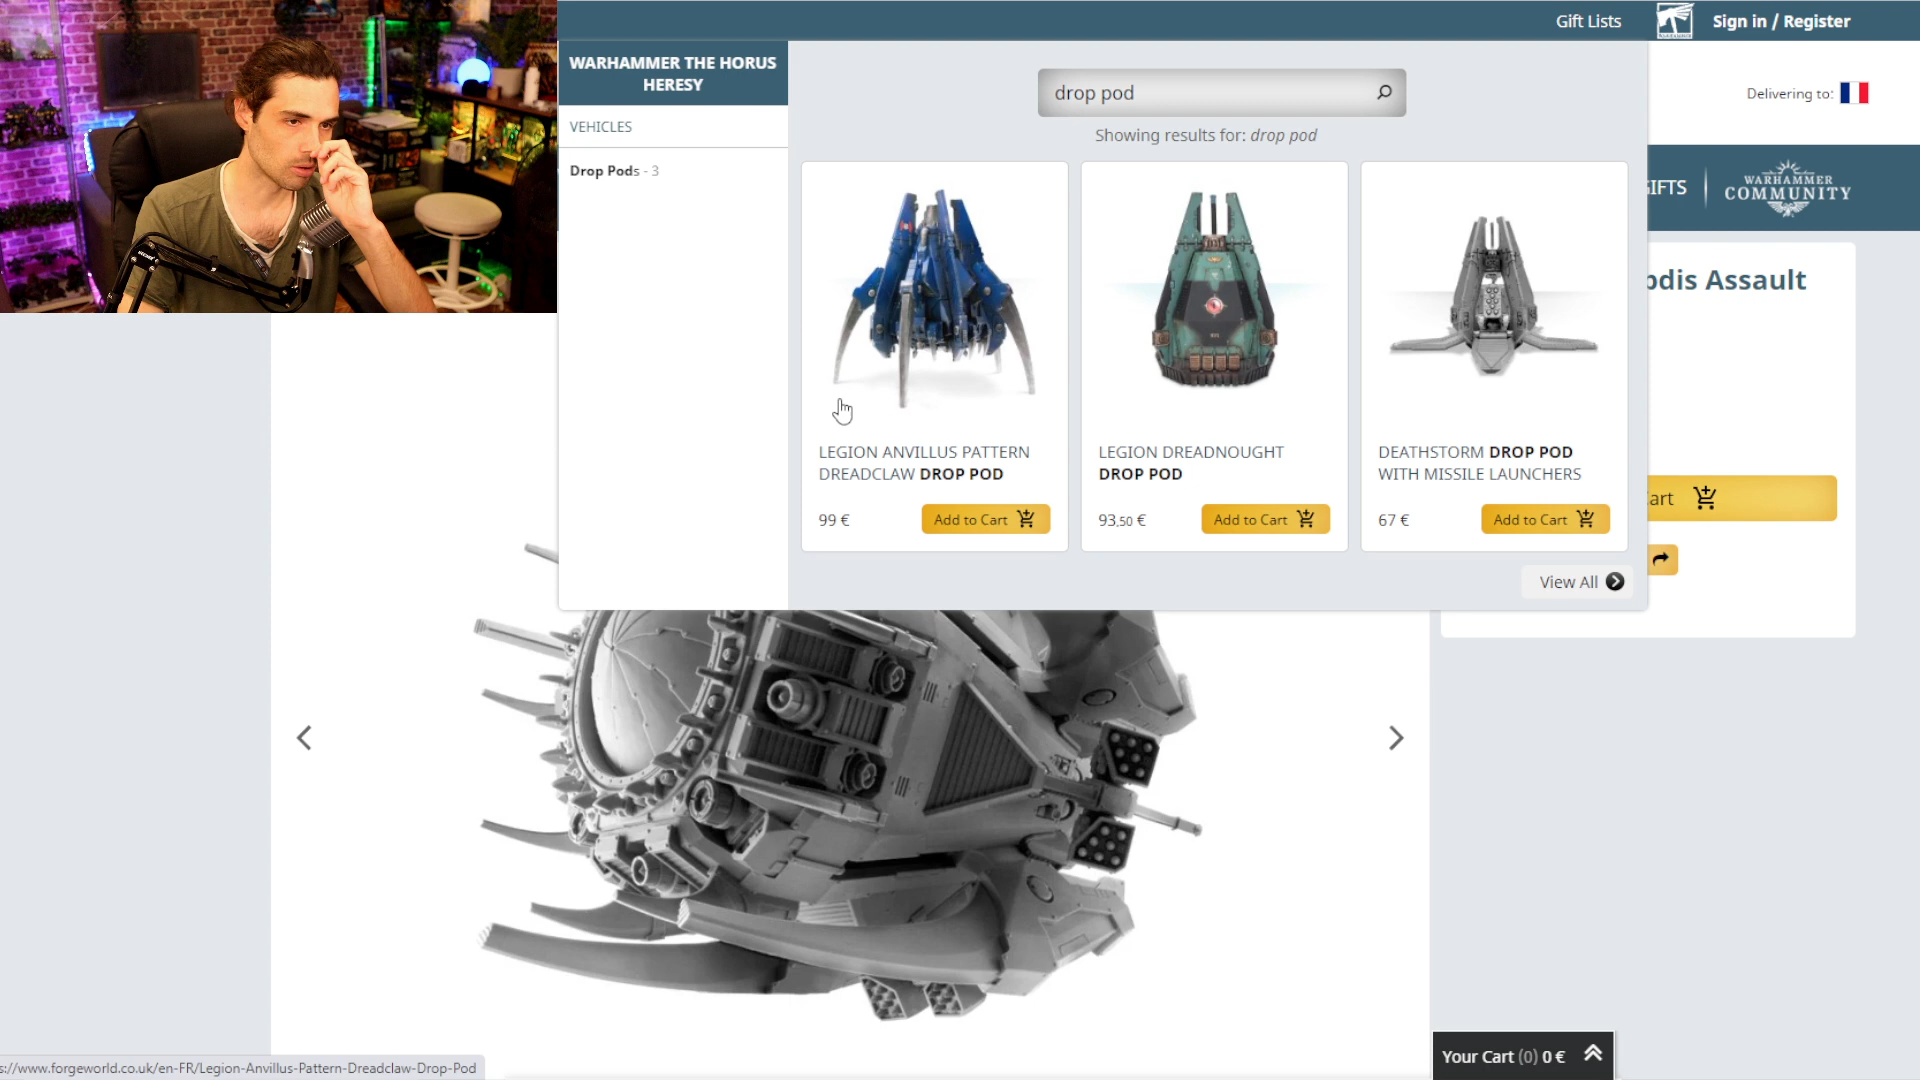 Gift Lists
Sign in / Register
WARHAMMER THE HORUS
HERESY
VEHICLES
Drop Pods - 3
drop pod
Showing results for: drop pod
Delivering to:
IFTS
WARHAMMER
COMMUNITY
LEGION ANVILLUS PATTERN
DREADCLAW DROP POD
99 €
Add to Cart
LEGION DREADNOUGHT
DROP POD
93,50 €
Add to Cart
DEATHSTORM DROP POD
WITH MISSILE LAUNCHERS
67 €
Add to Cart
View All
odis Assault
art
Your Cart (0) 0 €
s://www.forgeworld.co.uk/en-FR/Legion-Anvillus-Pattern-Dreadclaw-Drop-Pod